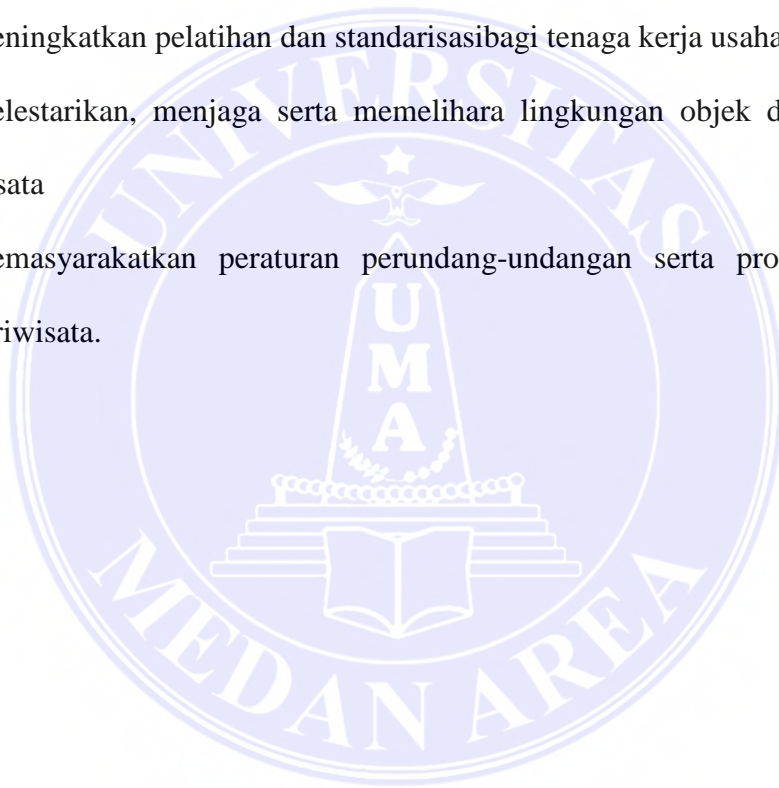 eningkatkan pelatihan dan standarisasibagi tenaga kerja usaha
elestarikan, menjaga serta memelihara lingkungan objek d
sata
emasyarakatkan peraturan perundang-undangan serta pro
riwisata.
UNIVERSITAS
UMA
MEDAN AREA